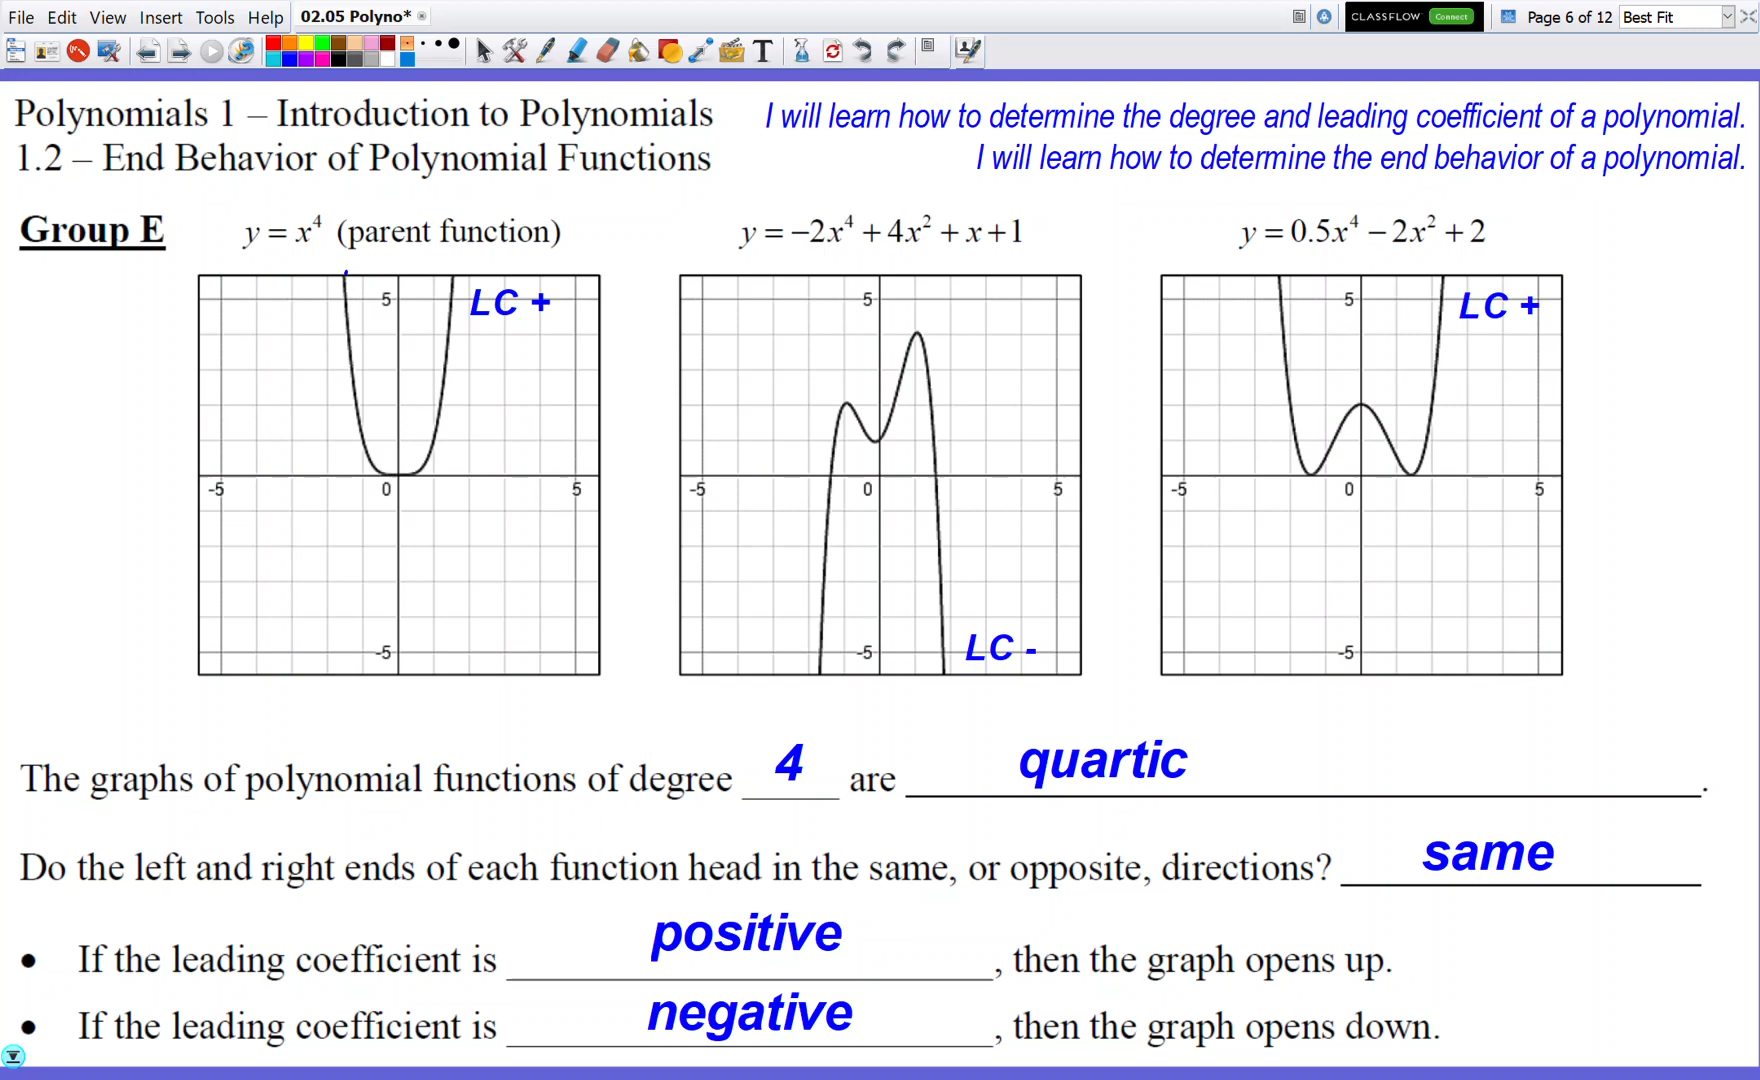 File Edit View Insert Tools Help 02.05 Polyno* CLASSFLOW Connect Page 6 of 12 Best Fit
T
Polynomials 1 – Introduction to Polynomials
I will learn how to determine the degree and leading coefficient of a polynomial.
1.2 – End Behavior of Polynomial Functions
I will learn how to determine the end behavior of a polynomial.
Group E
y = x⁴ (parent function)
y = −2x⁴ + 4x² + x + 1
y = 0.5x⁴ − 2x² + 2
5 LC +
-5 0 5
-5
5
-5 0 5
-5 LC -
5 LC +
-5 0 5
-5
The graphs of polynomial functions of degree 4 are quartic.
Do the left and right ends of each function head in the same, or opposite, directions? same
• If the leading coefficient is positive, then the graph opens up.
• If the leading coefficient is negative, then the graph opens down.